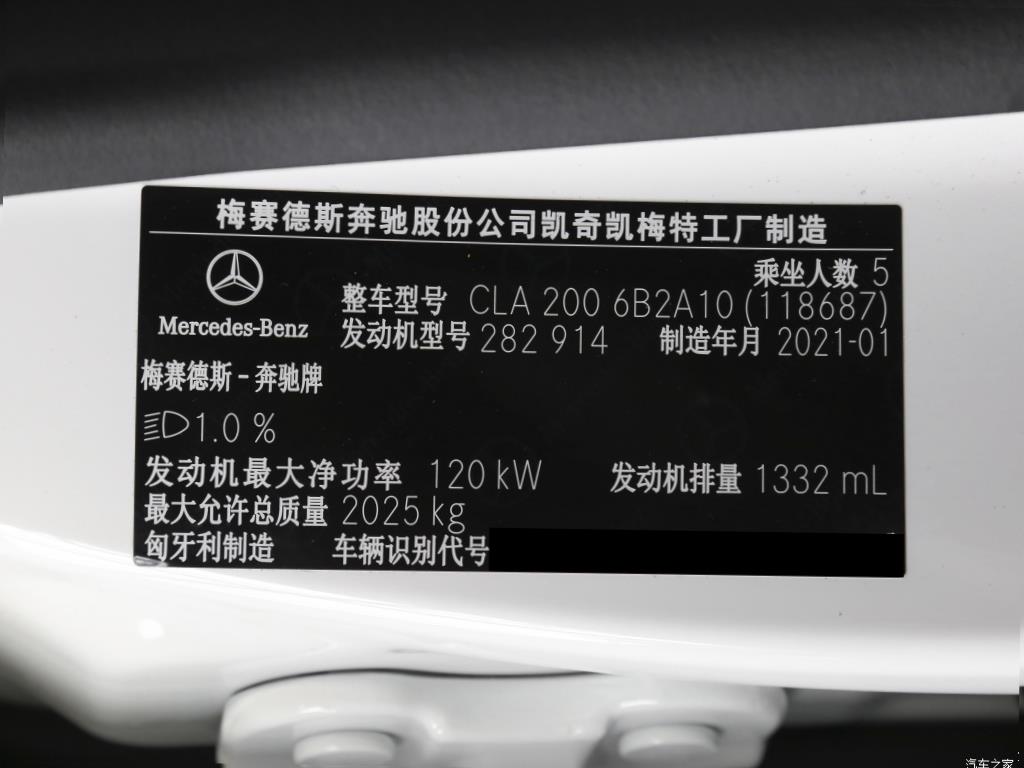 梅赛德斯奔驰股份公司凯奇凯梅特工厂制造
乘坐人数 5
Mercedes-Benz
整车型号 CLA 200 6B2A10 (118687)
发动机型号 282 914 制造年月 2021-01
梅赛德斯-奔驰牌
1.0 %
发动机最大净功率 120 kW 发动机排量 1332 mL
最大允许总质量 2025 kg
匈牙利制造 车辆识别代号
汽车之家